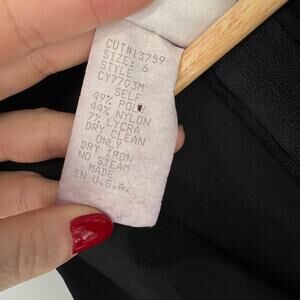 CUT#13759
SIZE: 6
STYLE
CY7703M
SELF
49% POLY
44% NYLON
7% LYCRA
DRY CLEAN
ONLY
DRY IRON
NO STEAM
MADE
IN U.S.A.